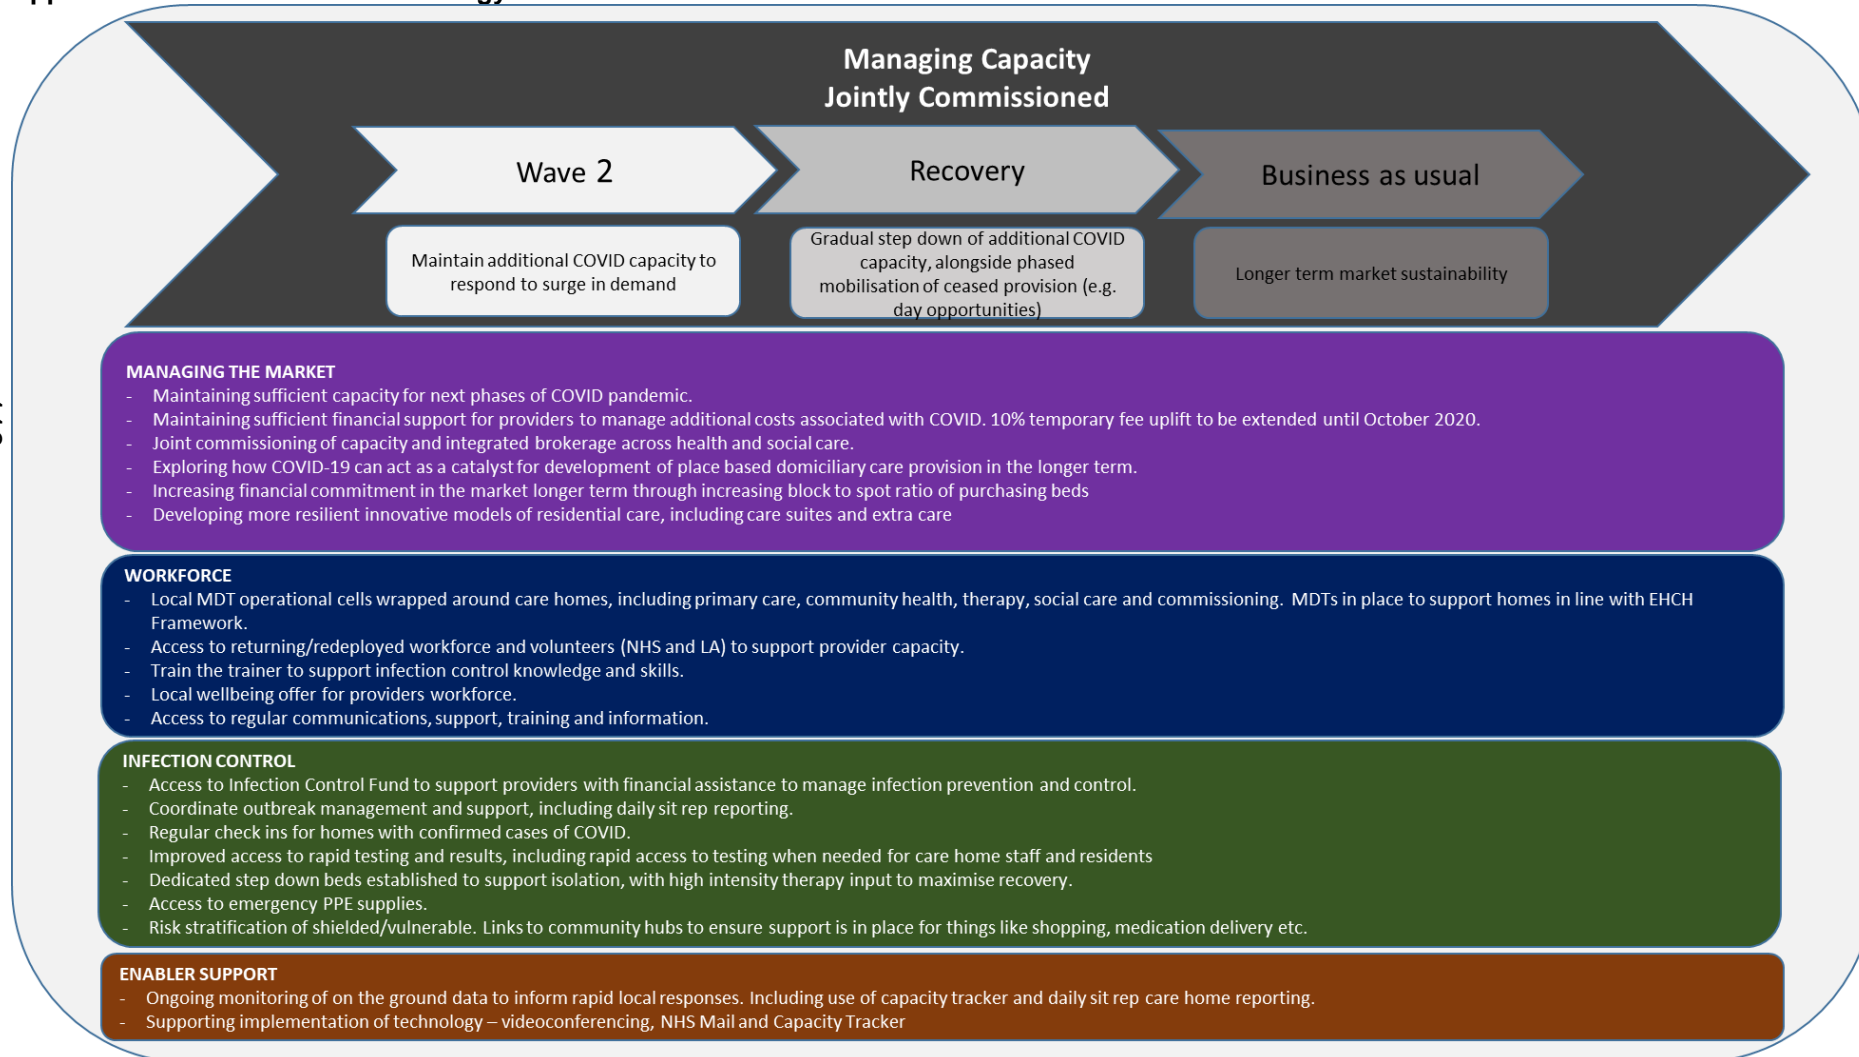 Managing Capacity
Jointly Commissioned
Wave 2
Recovery
Business as usual
Maintain additional COVID capacity to
respond to surge in demand
Gradual step down of additional COVID
capacity, alongside phased
mobilisation of ceased provision (e.g.
day opportunities)
Longer term market sustainability
MANAGING THE MARKET
- Maintaining sufficient capacity for next phases of COVID pandemic.
- Maintaining sufficient financial support for providers to manage additional costs associated with COVID. 10% temporary fee uplift to be extended until October 2020.
- Joint commissioning of capacity and integrated brokerage across health and social care.
- Exploring how COVID-19 can act as a catalyst for development of place based domiciliary care provision in the longer term.
- Increasing financial commitment in the market longer term through increasing block to spot ratio of purchasing beds
- Developing more resilient innovative models of residential care, including care suites and extra care
WORKFORCE
- Local MDT operational cells wrapped around care homes, including primary care, community health, therapy, social care and commissioning. MDTs in place to support homes in line with EHCH
Framework.
- Access to returning/redeployed workforce and volunteers (NHS and LA) to support provider capacity.
- Train the trainer to support infection control knowledge and skills.
- Local wellbeing offer for providers workforce.
- Access to regular communications, support, training and information.
INFECTION CONTROL
- Access to Infection Control Fund to support providers with financial assistance to manage infection prevention and control.
- Coordinate outbreak management and support, including daily sit rep reporting.
- Regular check ins for homes with confirmed cases of COVID.
- Improved access to rapid testing and results, including rapid access to testing when needed for care home staff and residents
- Dedicated step down beds established to support isolation, with high intensity therapy input to maximise recovery.
- Access to emergency PPE supplies.
- Risk stratification of shielded/vulnerable. Links to community hubs to ensure support is in place for things like shopping, medication delivery etc.
ENABLER SUPPORT
- Ongoing monitoring of on the ground data to inform rapid local responses. Including use of capacity tracker and daily sit rep care home reporting.
- Supporting implementation of technology – videoconferencing, NHS Mail and Capacity Tracker